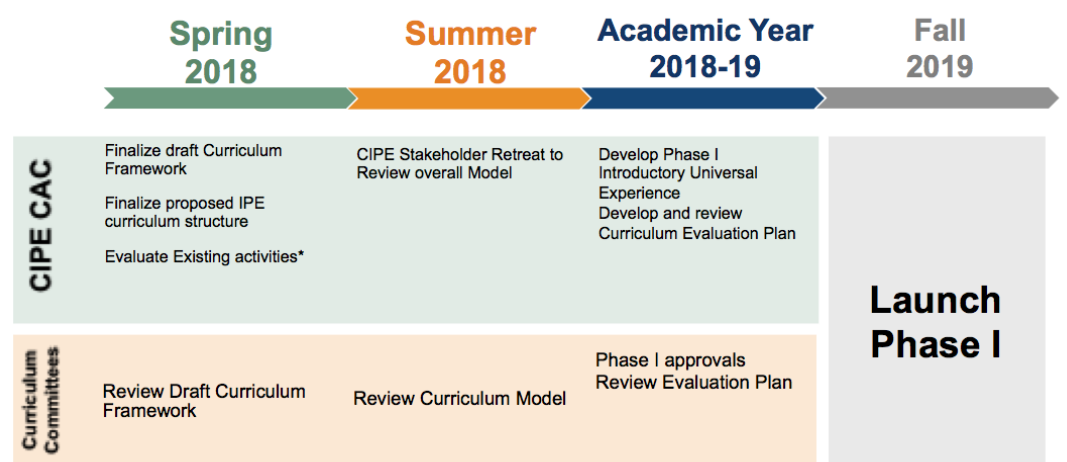 Spring
2018
Summer
2018
Academic Year
2018-19
Fall
2019
CIPE CAC
Finalize draft Curriculum
Framework
Finalize proposed IPE
curriculum structure
Evaluate Existing activities*
CIPE Stakeholder Retreat to
Review overall Model
Develop Phase I
Introductory Universal
Experience
Develop and review
Curriculum Evaluation Plan
Launch
Phase I
Curriculum
Committees
Review Draft Curriculum
Framework
Review Curriculum Model
Phase I approvals
Review Evaluation Plan